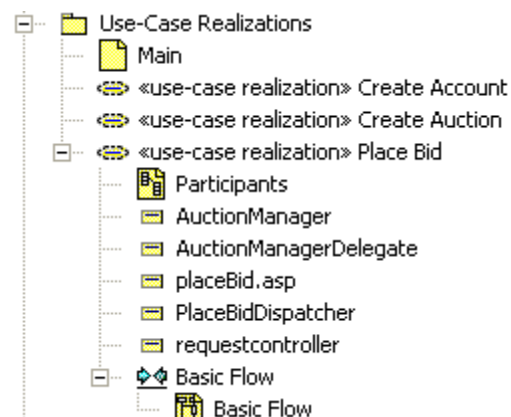 Use-Case Realizations
Main
«use-case realization» Create Account
«use-case realization» Create Auction
«use-case realization» Place Bid
Participants
AuctionManager
AuctionManagerDelegate
placeBid.asp
PlaceBidDispatcher
requestcontroller
Basic Flow
Basic Flow